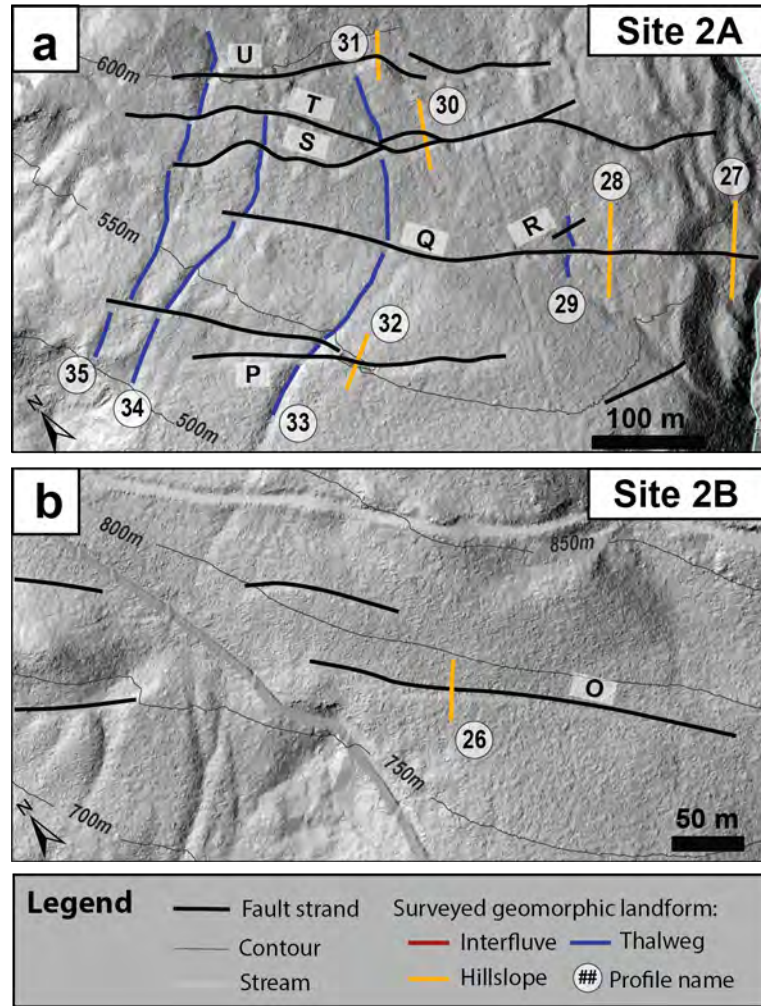 a
Site 2A
31
U
600m
T
30
S
28
27
550m
Q
R
29
32
P
35
34
33
500m
N
100 m
b
Site 2B
800m
850m
O
26
N
750m
700m
50 m
Legend
Fault strand
Surveyed geomorphic landform:
Contour
Interfluve
Thalweg
Stream
Hillslope
## Profile name